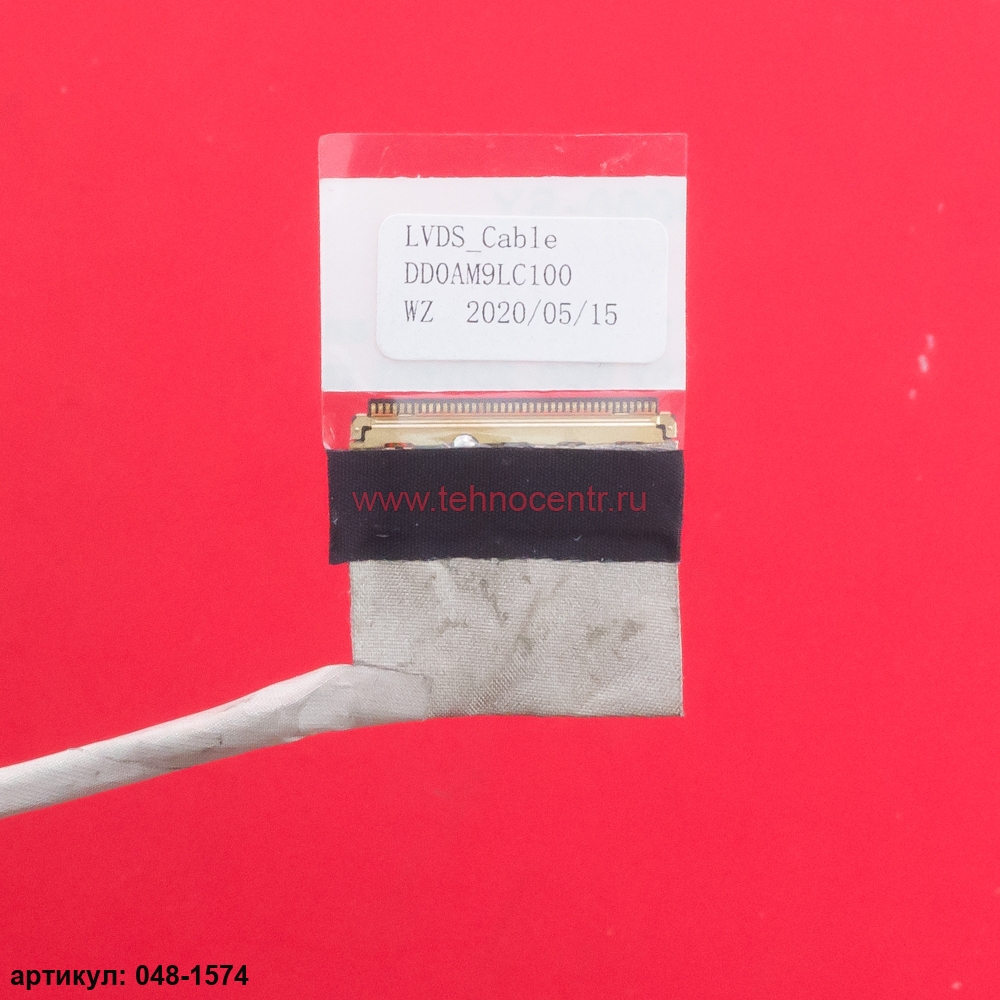 LVDS_Cable
DD0AM9LC100
WZ 2020/05/15
www.tehnocentr.ru
артикул: 048-1574